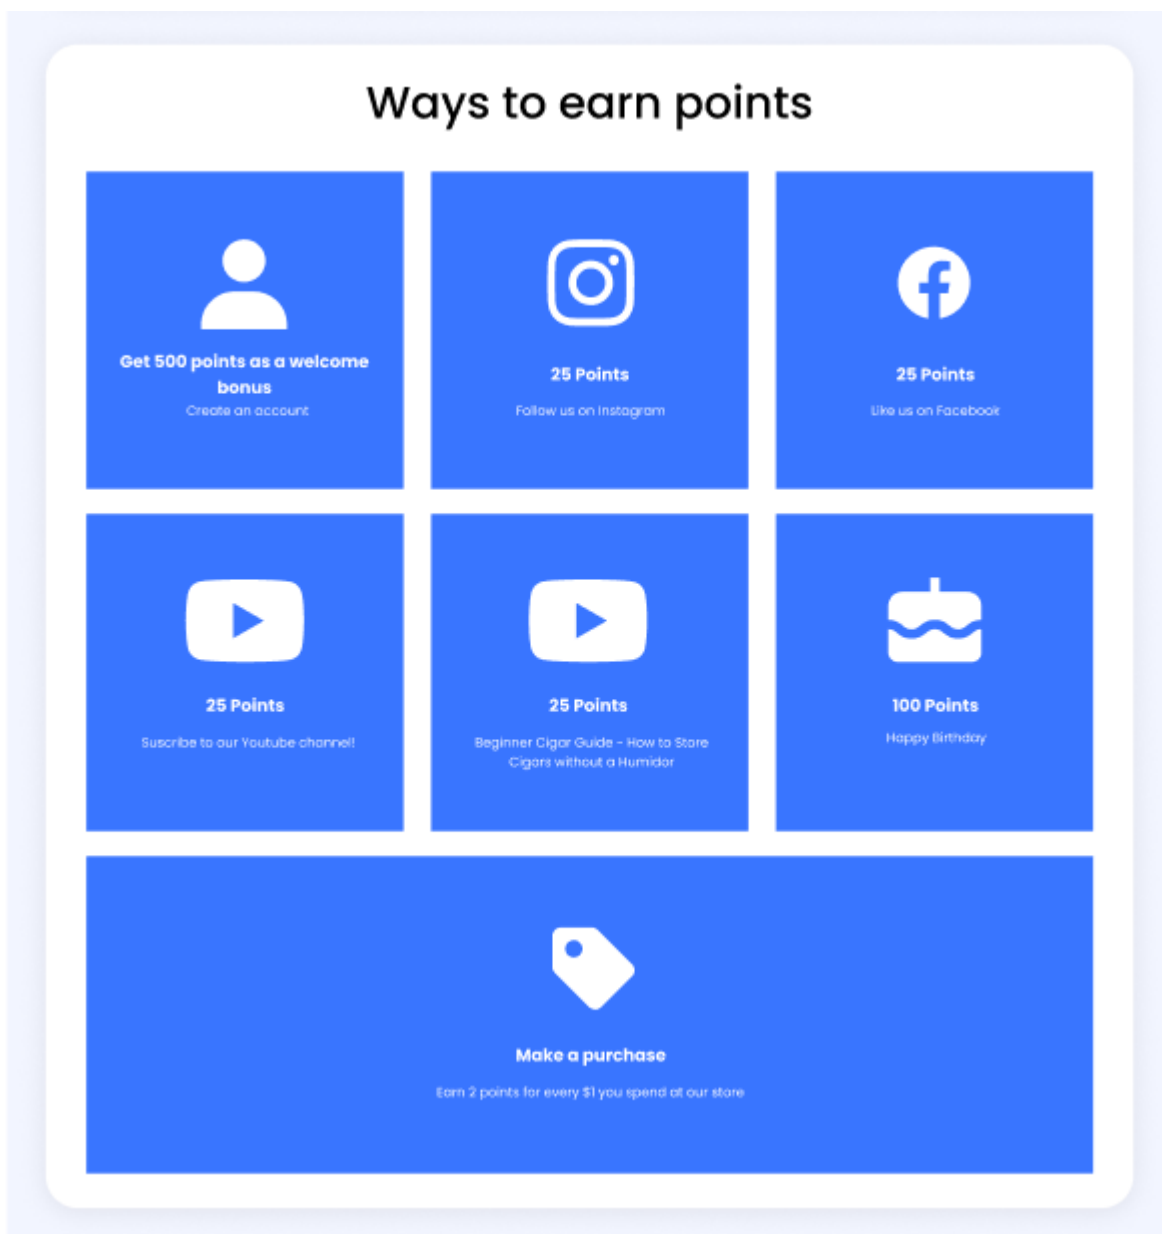 Ways to earn points
Get 500 points as a welcome
bonus
Create an account
25 Points
Follow us on Instagram
25 Points
Like us on Facebook
25 Points
Suscribe to our Youtube channel!
25 Points
Beginner Cigar Guide - How to Store
Cigars without a Humidor
100 Points
Happy Birthday
Make a purchase
Earn 2 points for every $1 you spend at our store